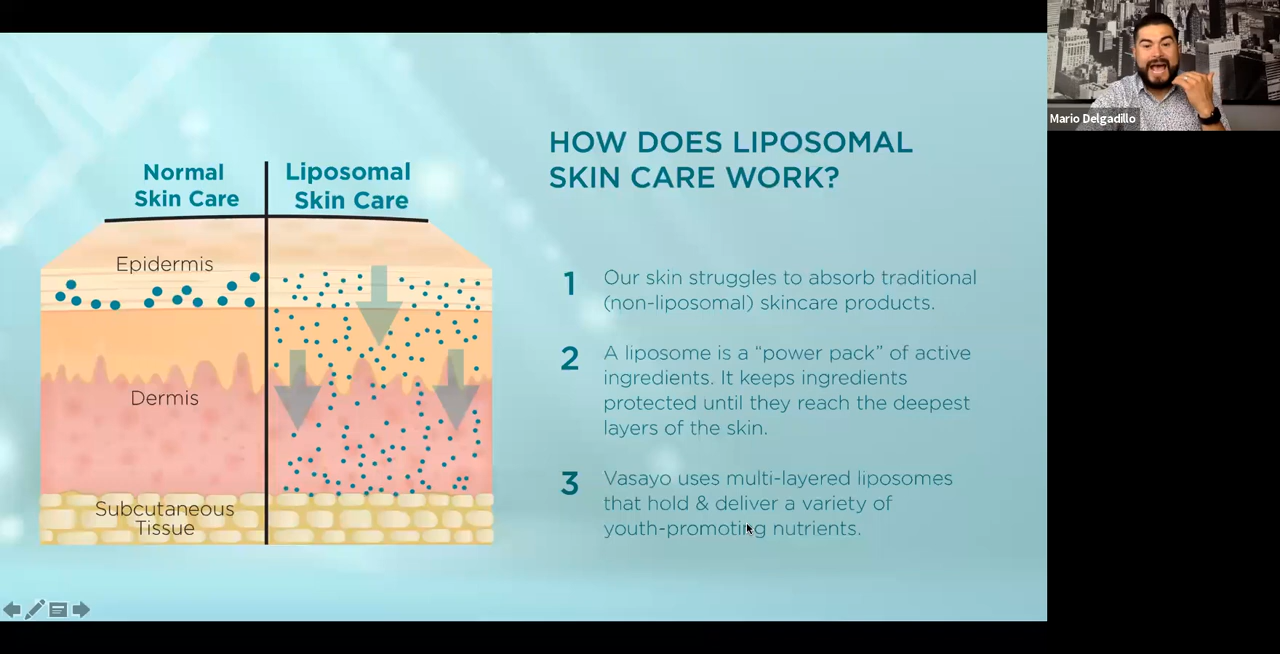 Mario Delgadillo
HOW DOES LIPOSOMAL
SKIN CARE WORK?
Normal
Skin Care
Liposomal
Skin Care
Epidermis
Dermis
Subcutaneous
Tissue
1
Our skin struggles to absorb traditional
(non-liposomal) skincare products.
2
A liposome is a “power pack” of active
ingredients. It keeps ingredients
protected until they reach the deepest
layers of the skin.
3
Vasayo uses multi-layered liposomes
that hold & deliver a variety of
youth-promoting nutrients.